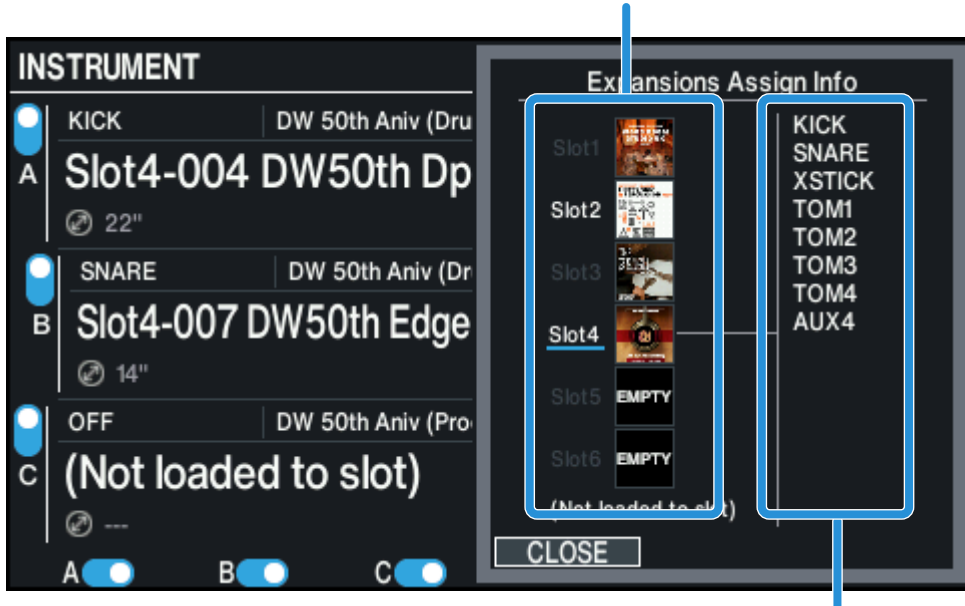 INSTRUMENT
A
KICK
DW 50th Aniv (Dru
Slot4-004 DW50th Dp
22"
B
SNARE
DW 50th Aniv (Dr
Slot4-007 DW50th Edge
14"
C
OFF
DW 50th Aniv (Pro
(Not loaded to slot)
---
A
B
C
Expansions Assign Info
Slot1
Slot2
Slot3
Slot4
Slot5 EMPTY
Slot6 EMPTY
(Not loaded to slot)
KICK
SNARE
XSTICK
TOM1
TOM2
TOM3
TOM4
AUX4
CLOSE